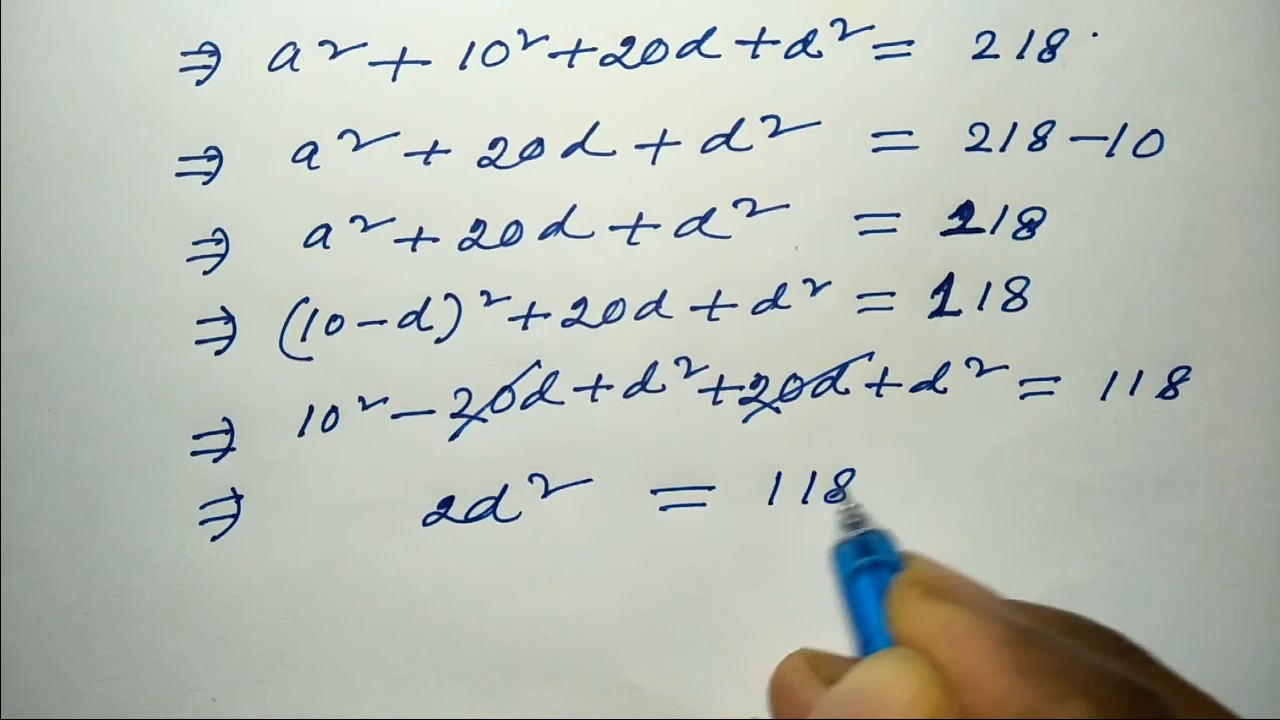 ⇒ a² + 10² + 20d + d² = 218.
⇒ a² + 20d + d² = 218 - 10
⇒ a² + 20d + d² = 118
⇒ (10 - d)² + 20d + d² = 118
⇒ 10² - 20d + d² + 20d + d² = 118
⇒ 2d² = 118